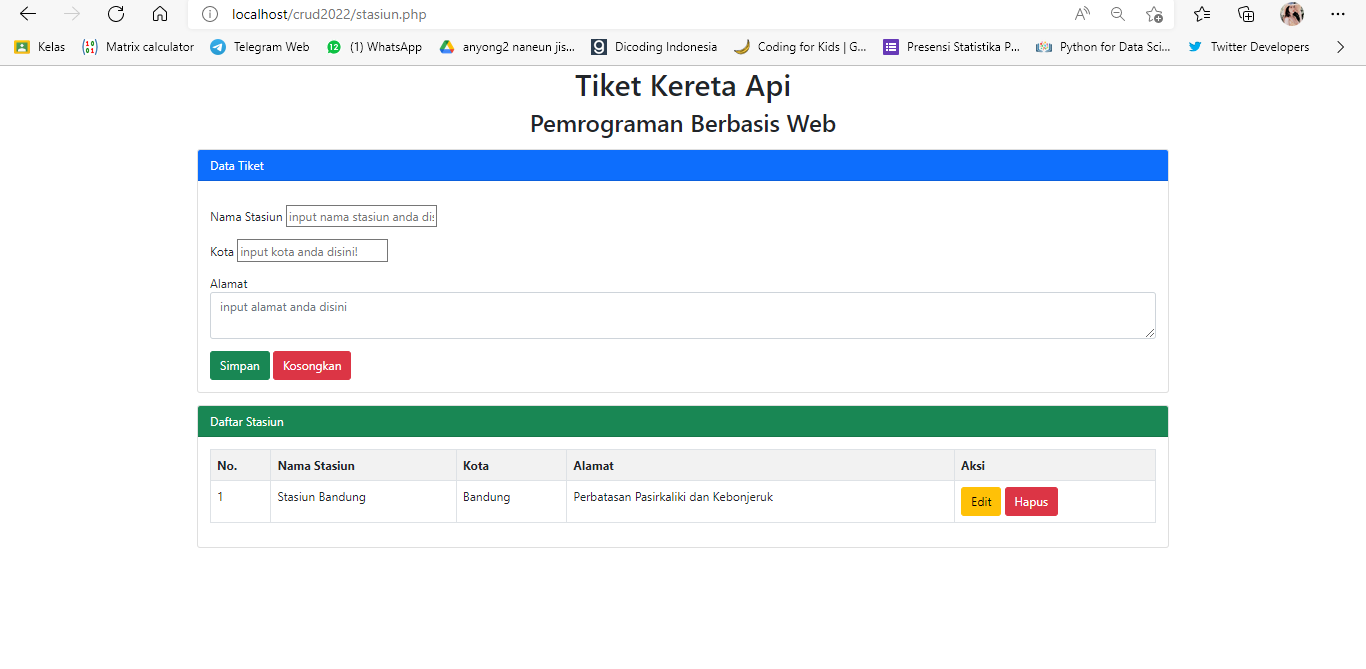 localhost/crud2022/stasiun.php
Kelas Matrix calculator Telegram Web (1) WhatsApp anyong2 naneun jis... Dicoding Indonesia Coding for Kids | G... Presensi Statistika P... Python for Data Sci... Twitter Developers
Tiket Kereta Api
Pemrograman Berbasis Web
Data Tiket
Nama Stasiun input nama stasiun anda dis
Kota input kota anda disini!
Alamat
input alamat anda disini
Simpan Kosongkan
Daftar Stasiun
No. Nama Stasiun Kota Alamat Aksi
1 Stasiun Bandung Bandung Perbatasan Pasirkaliki dan Kebonjeruk Edit Hapus